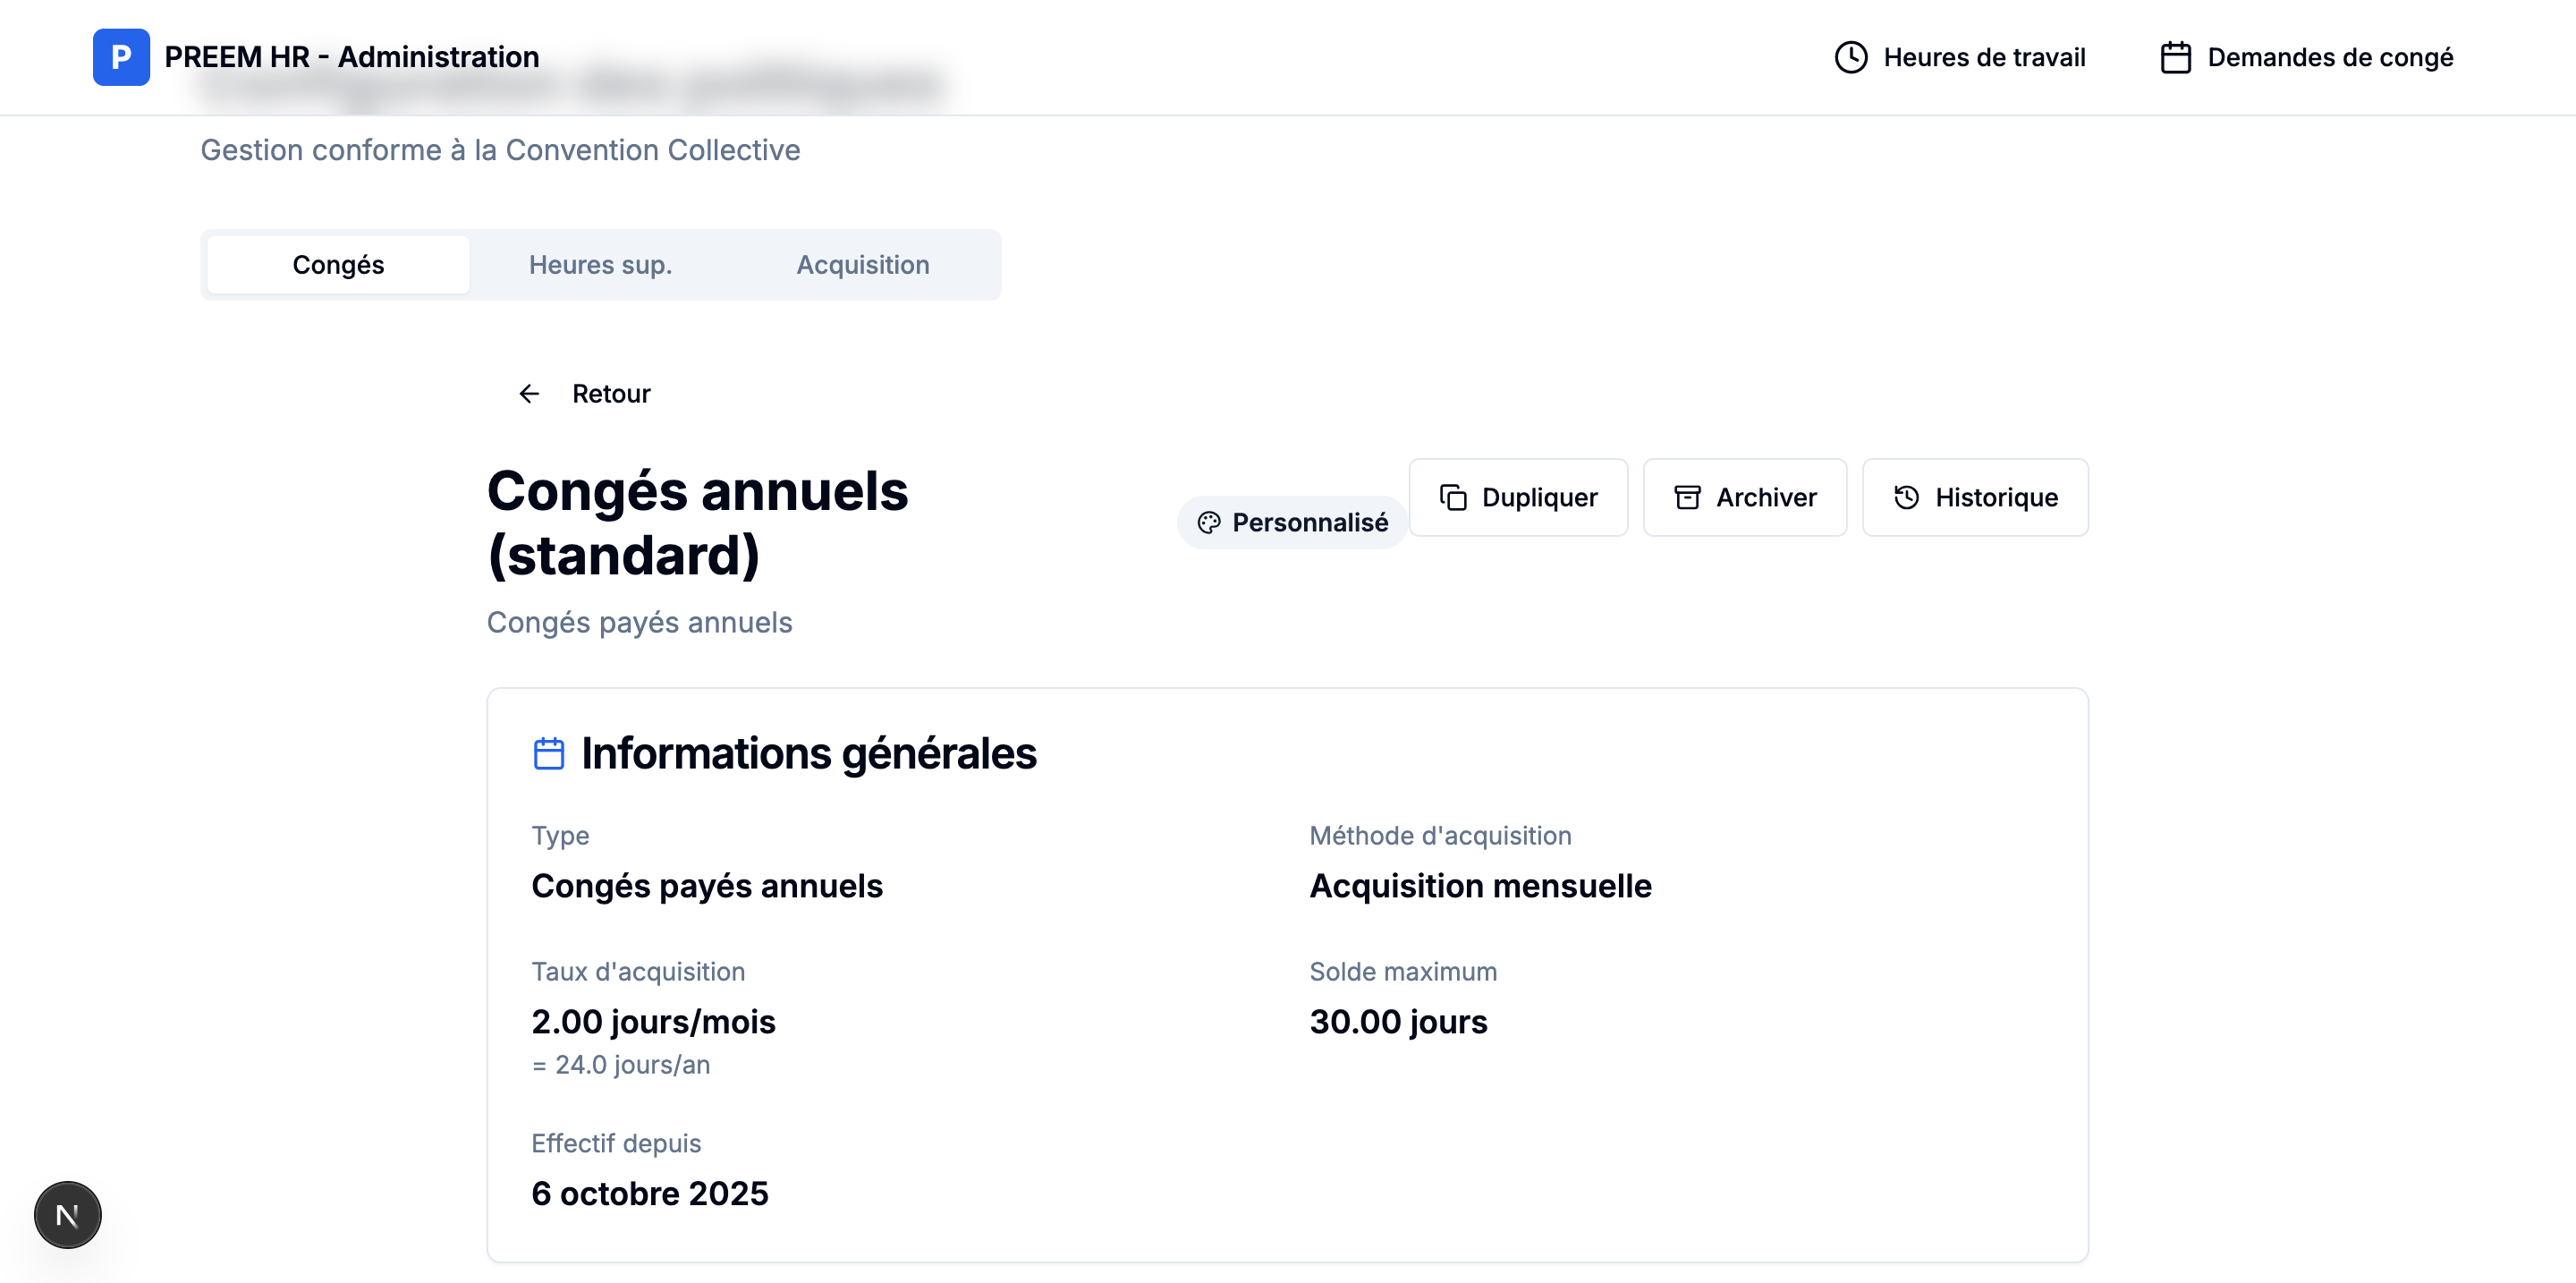 P PREEM HR - Administration
Heures de travail
Demandes de congé
Gestion conforme à la Convention Collective
Congés
Heures sup.
Acquisition
Retour
Congés annuels
(standard)
Personnalisé
Dupliquer
Archiver
Historique
Congés payés annuels
Informations générales
Type
Congés payés annuels
Méthode d'acquisition
Acquisition mensuelle
Taux d'acquisition
2.00 jours/mois
= 24.0 jours/an
Solde maximum
30.00 jours
Effectif depuis
6 octobre 2025
N